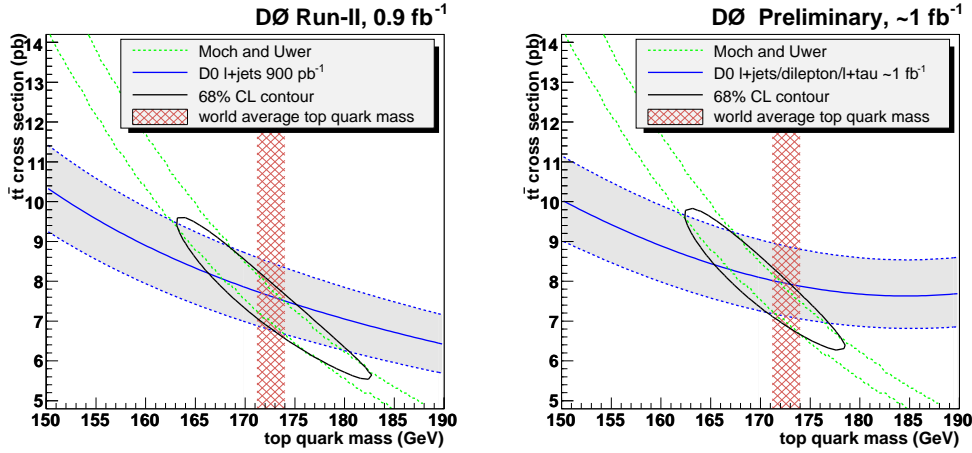 DØ Run-II, 0.9 fb⁻¹
tt̄ cross section (pb)
14
13
12
11
10
9
8
7
6
5
Moch and Uwer
D0 l+jets 900 pb⁻¹
68% CL contour
world average top quark mass
150 155 160 165 170 175 180 185 190
top quark mass (GeV)
DØ Preliminary, ~1 fb⁻¹
tt̄ cross section (pb)
14
13
12
11
10
9
8
7
6
5
Moch and Uwer
D0 l+jets/dilepton/l+tau ~1 fb⁻¹
68% CL contour
world average top quark mass
150 155 160 165 170 175 180 185 190
top quark mass (GeV)